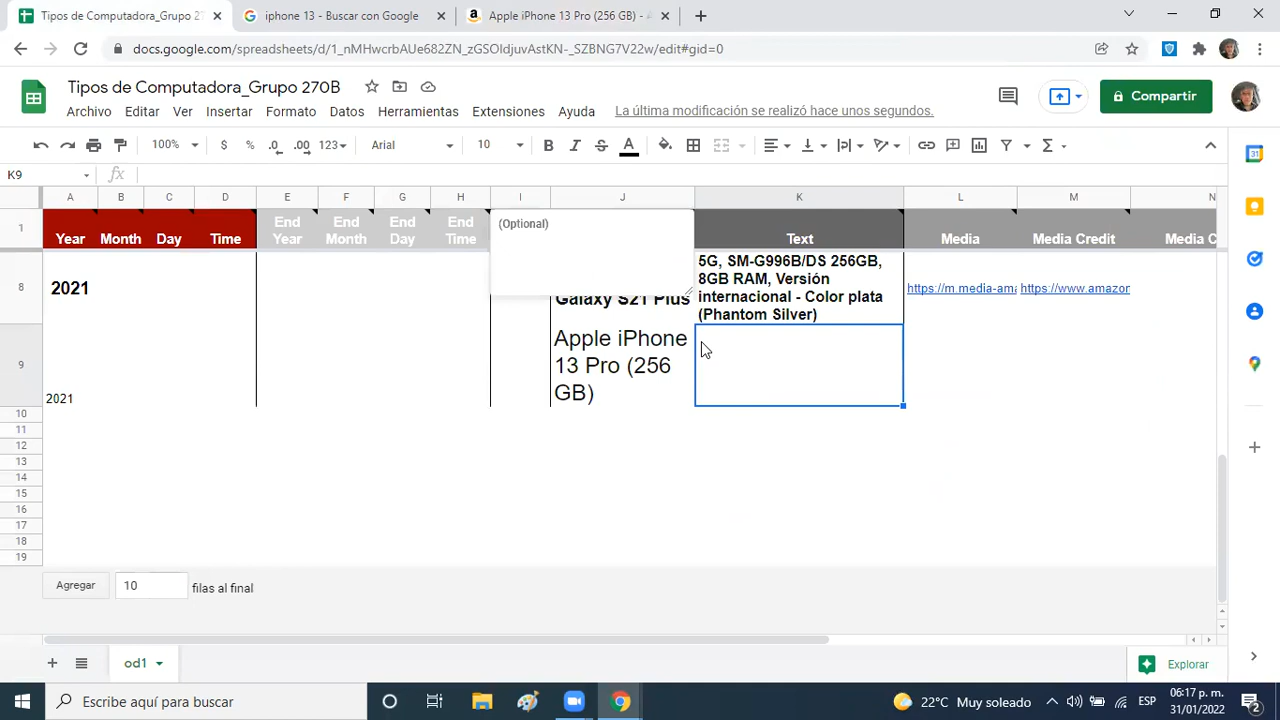 Tipos de Computadora_Grupo 270B
iphone 13 - Buscar con Google
Apple iPhone 13 Pro (256 GB) - A
docs.google.com/spreadsheets/d/1_nMHwcrbAUe682ZN_zGSOIdjuvAstKN-_SZBNG7V22w/edit#gid=0
Tipos de Computadora_Grupo 270B
Archivo Editar Ver Insertar Formato Datos Herramientas Extensiones Ayuda La última modificación se realizó hace unos segundos.
Compartir
100% $ % .0 .00 123 Arial 10 B I S A
K9 fx
A B C D E F G H I J K L M N
1 Year Month Day Time End Year End Month End Day End Time (Optional) Text Media Media Credit Media C
8 2021 Galaxy S21 Plus
5G, SM-G996B/DS 256GB,
8GB RAM, Versión
internacional - Color plata
(Phantom Silver)
https://m.media-ama https://www.amazon
9 2021 Apple iPhone
13 Pro (256
GB)
10
11
12
13
14
15
16
17
18
19
Agregar 10 filas al final
od1
Explorar
Escribe aquí para buscar
22°C Muy soleado
ESP
06:17 p. m.
31/01/2022
2